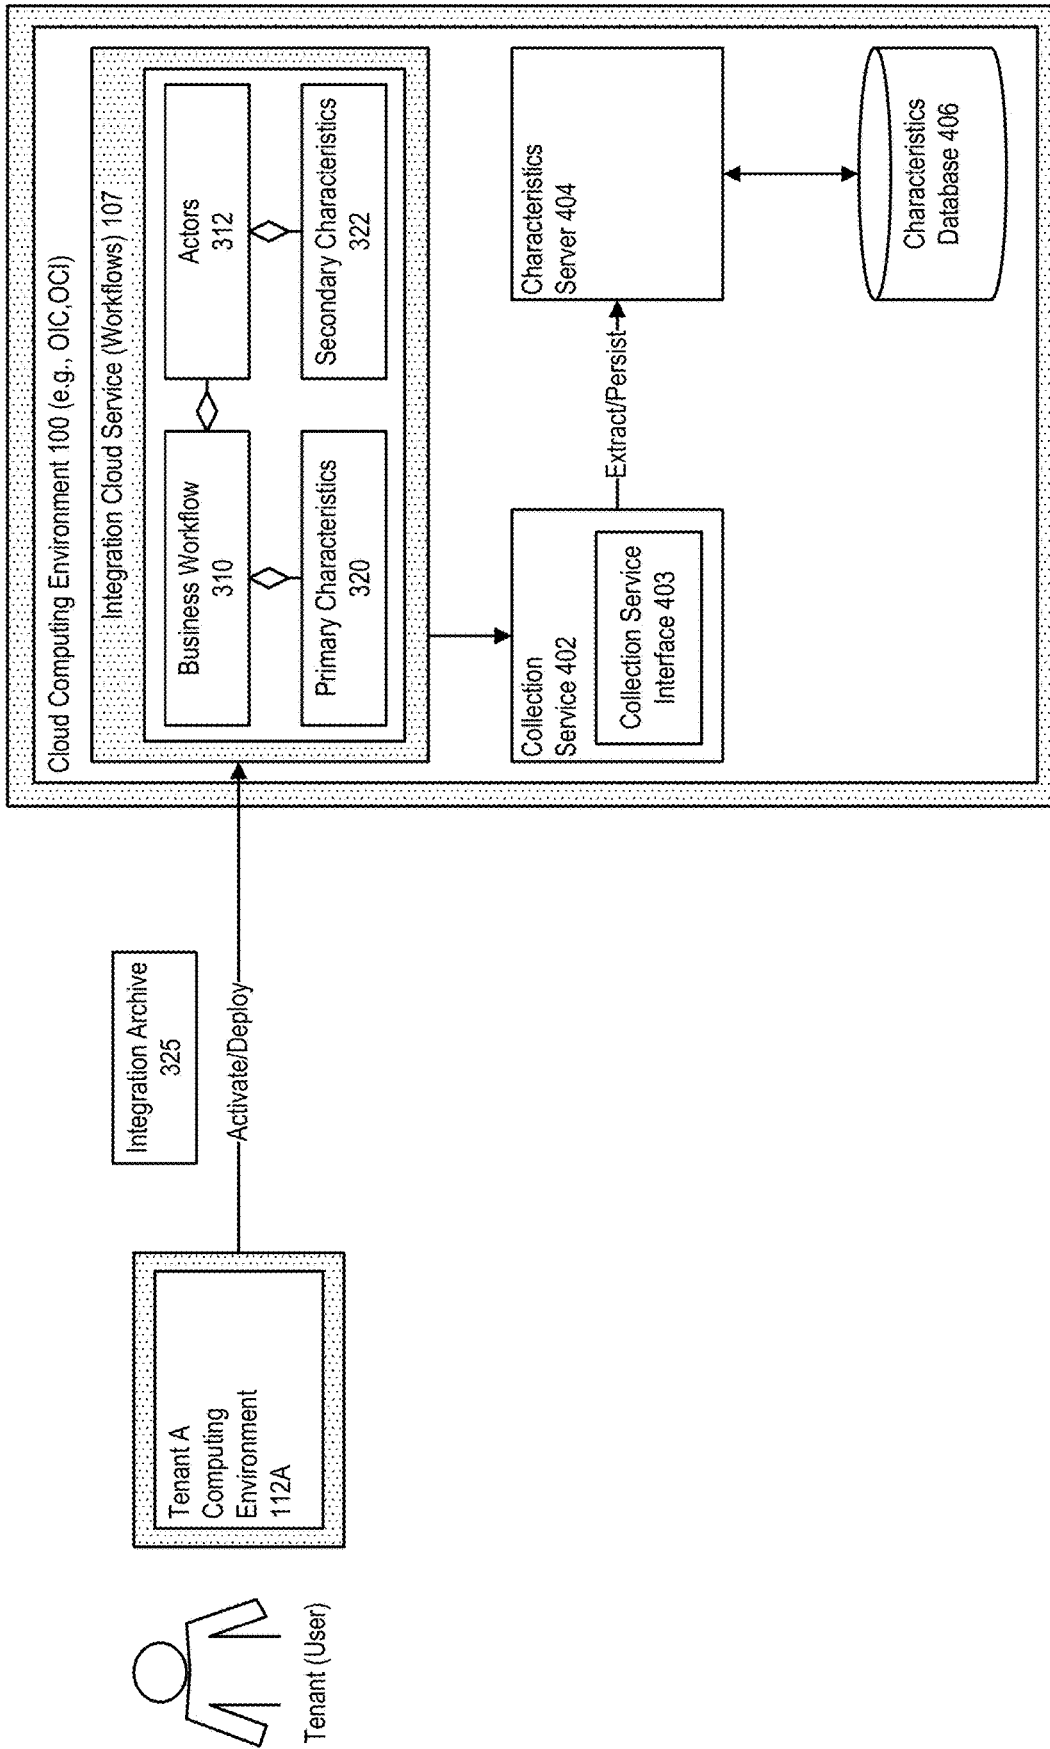 Cloud Computing Environment 100 (e.g., OIC,OCI)
Integration Cloud Service (Workflows) 107
Business Workflow
310
Actors
312
Primary Characteristics
320
Secondary Characteristics
322
Integration Archive
325
Activate/Deploy
Tenant A
Computing
Environment
112A
Tenant (User)
Collection
Service 402
Collection Service
Interface 403
Extract/Persist
Characteristics
Server 404
Characteristics
Database 406